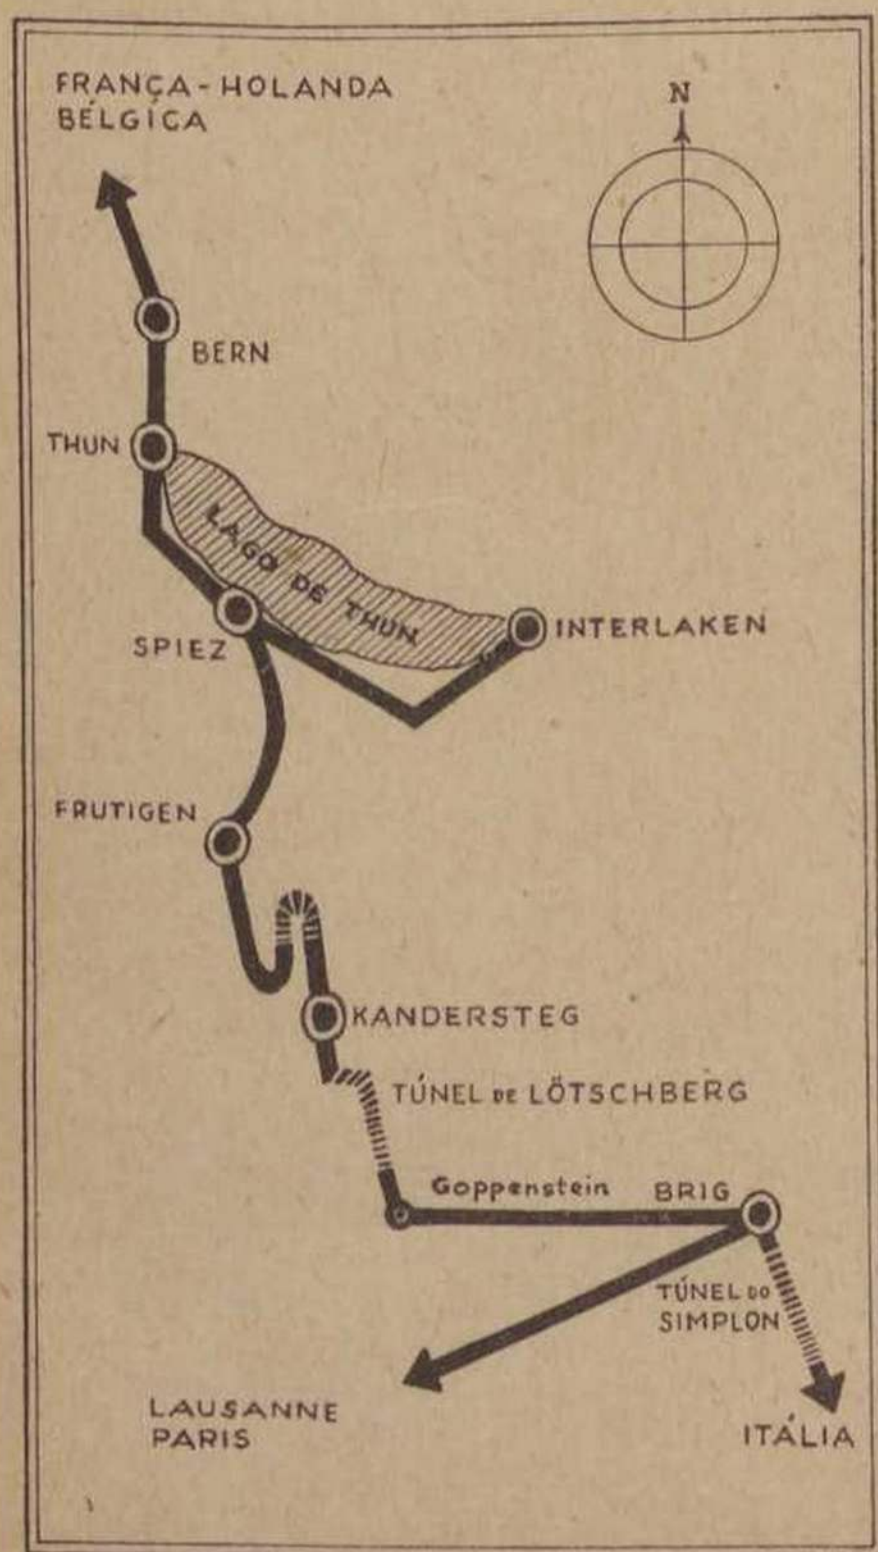 FRANÇA - HOLANDA
BÉLGICA
N
BERN
THUN
LAGO DE THUN
INTERLAKEN
SPIEZ
FRUTIGEN
KANDERSTEG
TÚNEL DE LÖTSCHBERG
Goppenstein
BRIG
TÚNEL DO
SIMPLON
LAUSANNE
PARIS
ITÁLIA